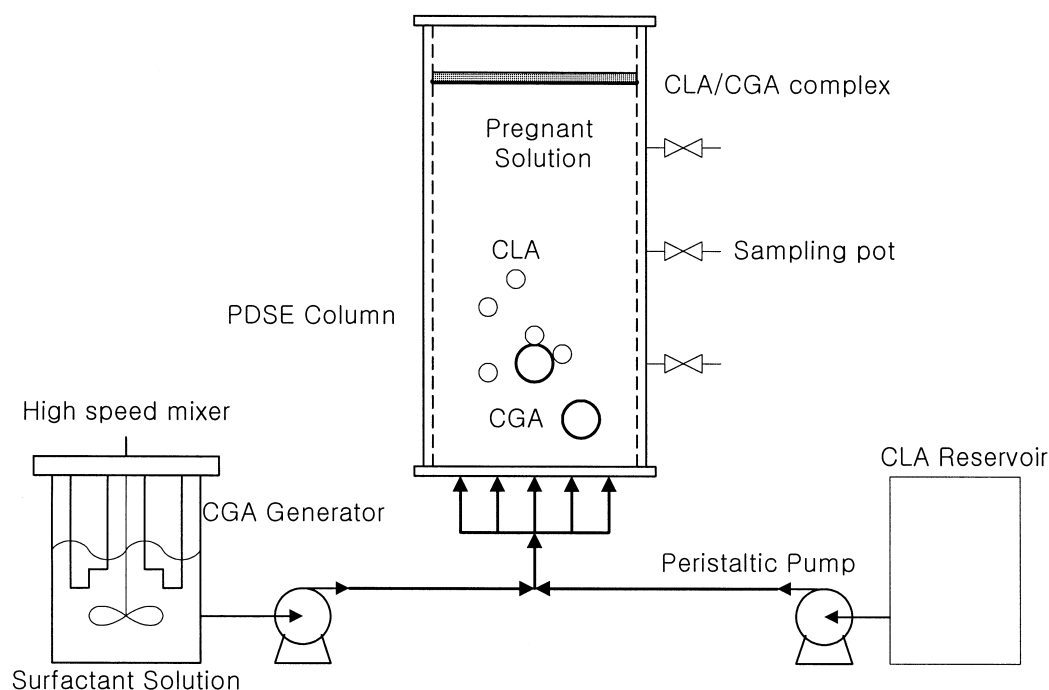 CLA/CGA complex
Pregnant
Solution
CLA
Sampling pot
PDSE Column
High speed mixer
CGA
CLA Reservoir
CGA Generator
Peristaltic Pump
Surfactant Solution